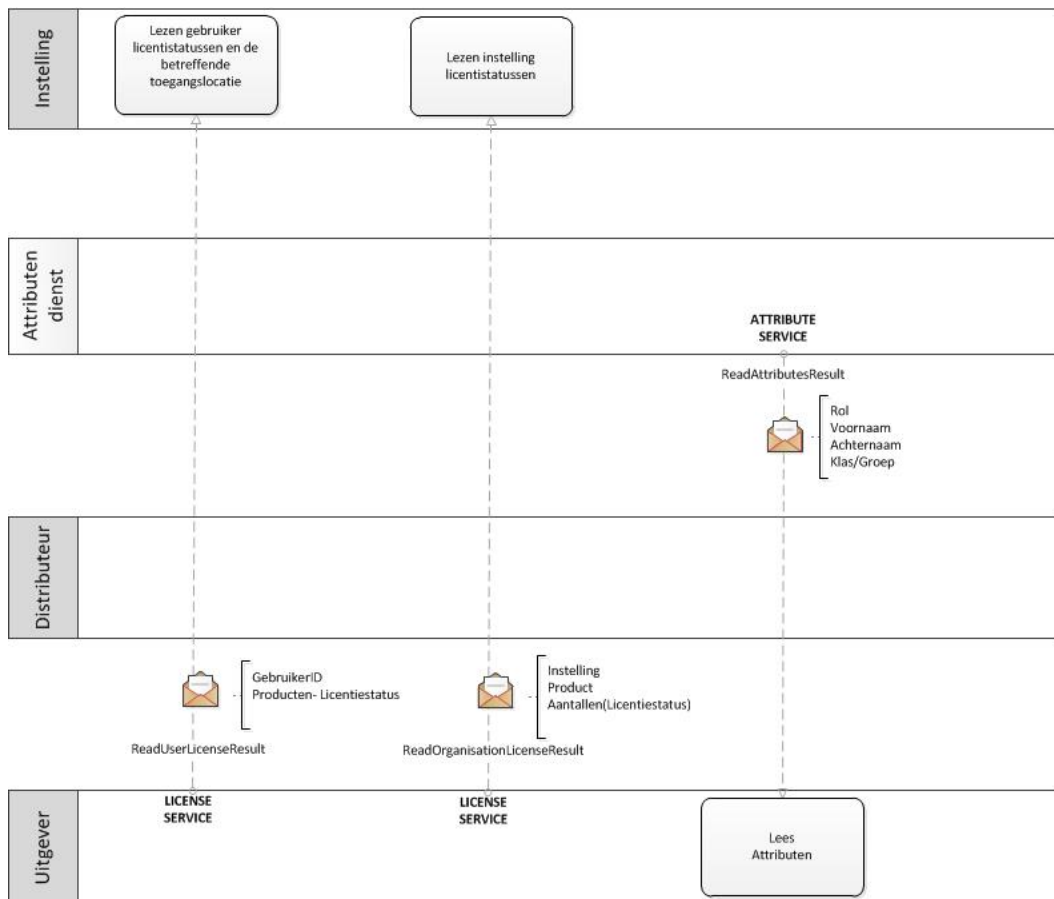 Instelling
Lezen gebruiker
licentistatussen en de
betreffende
toegangslocatie
Lezen instelling
licentistatussen
Attributen
dienst
ATTRIBUTE
SERVICE
ReadAttributesResult
Rol
Voornaam
Achternaam
Klas/Groep
Distributeur
GebruikerID
Producten- Licentiestatus
ReadUserLicenseResult
Instelling
Product
Aantallen(Licentiestatus)
ReadOrganisationLicenseResult
Uitgever
LICENSE
SERVICE
LICENSE
SERVICE
Lees
Attributen